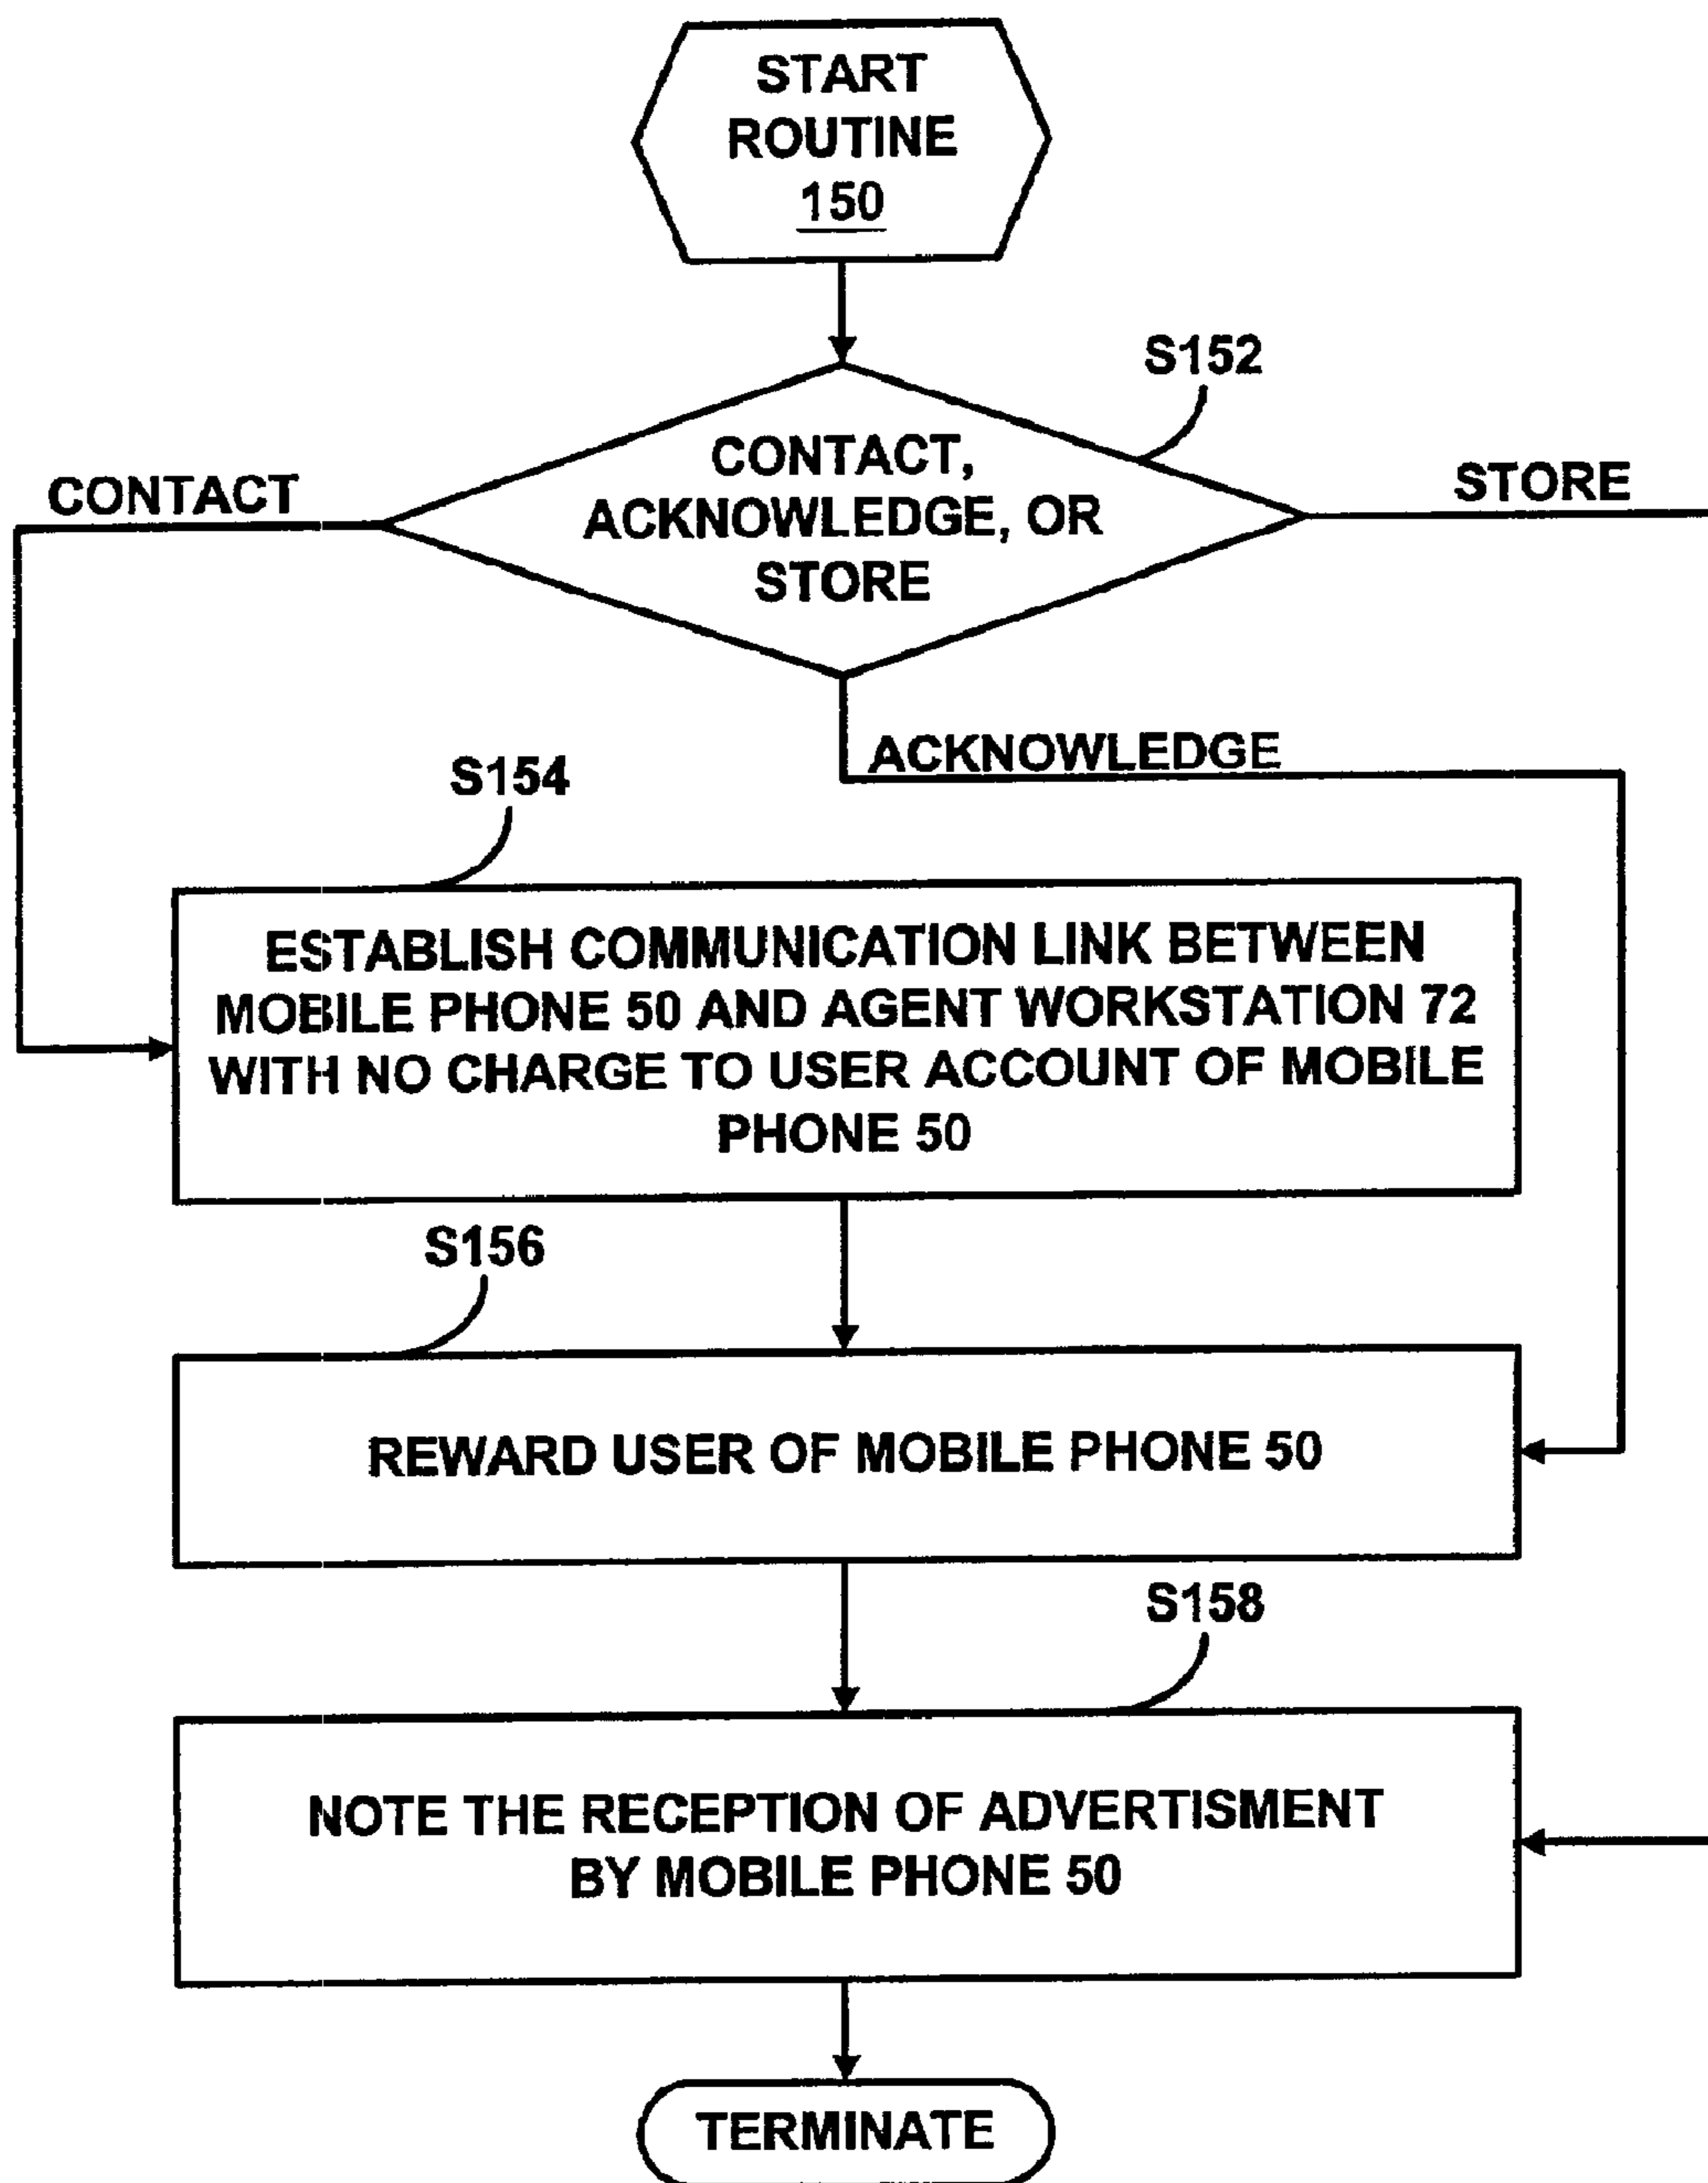 START
ROUTINE
150
S152
CONTACT,
ACKNOWLEDGE, OR
STORE
CONTACT
STORE
ACKNOWLEDGE
S154
ESTABLISH COMMUNICATION LINK BETWEEN
MOBILE PHONE 50 AND AGENT WORKSTATION 72
WITH NO CHARGE TO USER ACCOUNT OF MOBILE
PHONE 50
S156
REWARD USER OF MOBILE PHONE 50
S158
NOTE THE RECEPTION OF ADVERTISMENT
BY MOBILE PHONE 50
TERMINATE